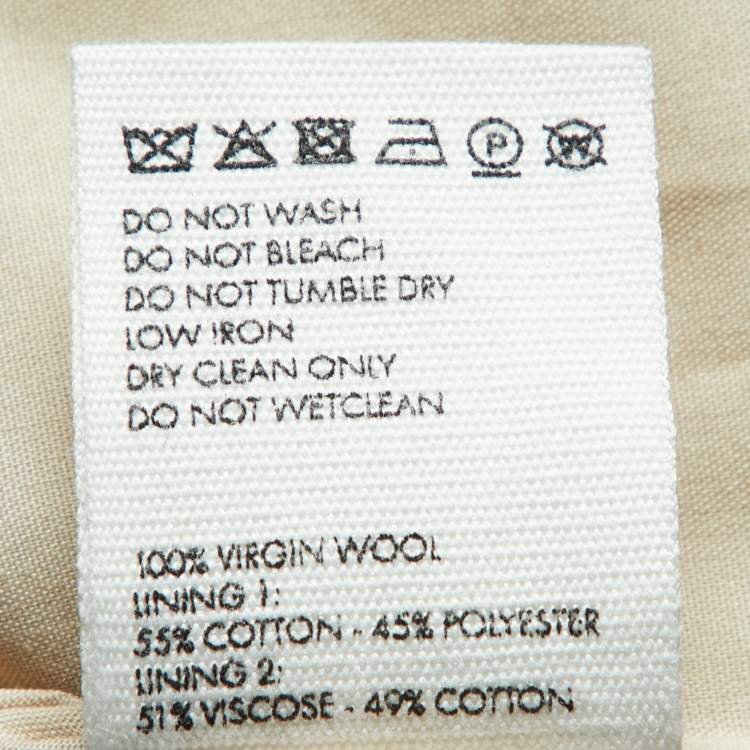 P W
DO NOT WASH
DO NOT BLEACH
DO NOT TUMBLE DRY
LOW IRON
DRY CLEAN ONLY
DO NOT WETCLEAN
100% VIRGIN WOOL
LINING 1:
55% COTTON - 45% POLYESTER
LINING 2:
51% VISCOSE - 49% COTTON